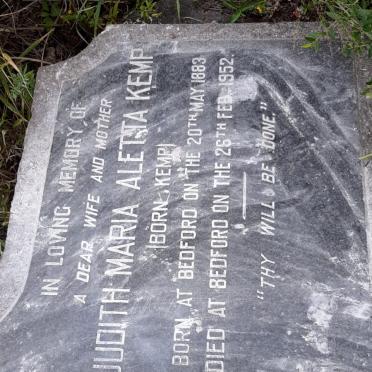 IN LOVING MEMORY OF
A DEAR WIFE AND MOTHER
JUDITH MARIA ALETTA KEMP
(BORN KEMP)
BORN AT BEDFORD ON THE 20TH MAY 1883
DIED AT BEDFORD ON THE 26TH FEB. 1952.
"THY WILL BE DONE."